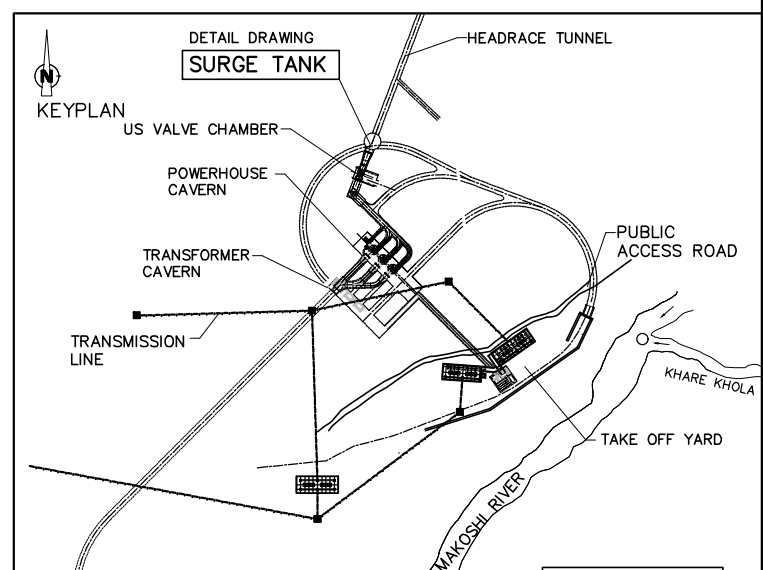 DETAIL DRAWING
SURGE TANK
HEADRACE TUNNEL
N
KEYPLAN
US VALVE CHAMBER
POWERHOUSE
CAVERN
TRANSFORMER
CAVERN
PUBLIC
ACCESS ROAD
TRANSMISSION
LINE
KHARE KHOLA
TAKE OFF YARD
MAKOSHI RIVER